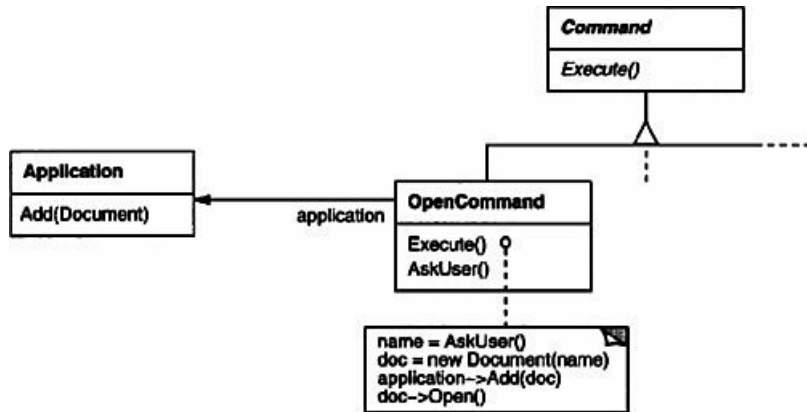 Command
Execute()
Application
Add(Document)
application
OpenCommand
Execute()
AskUser()
name = AskUser()
doc = new Document(name)
application->Add(doc)
doc->Open()